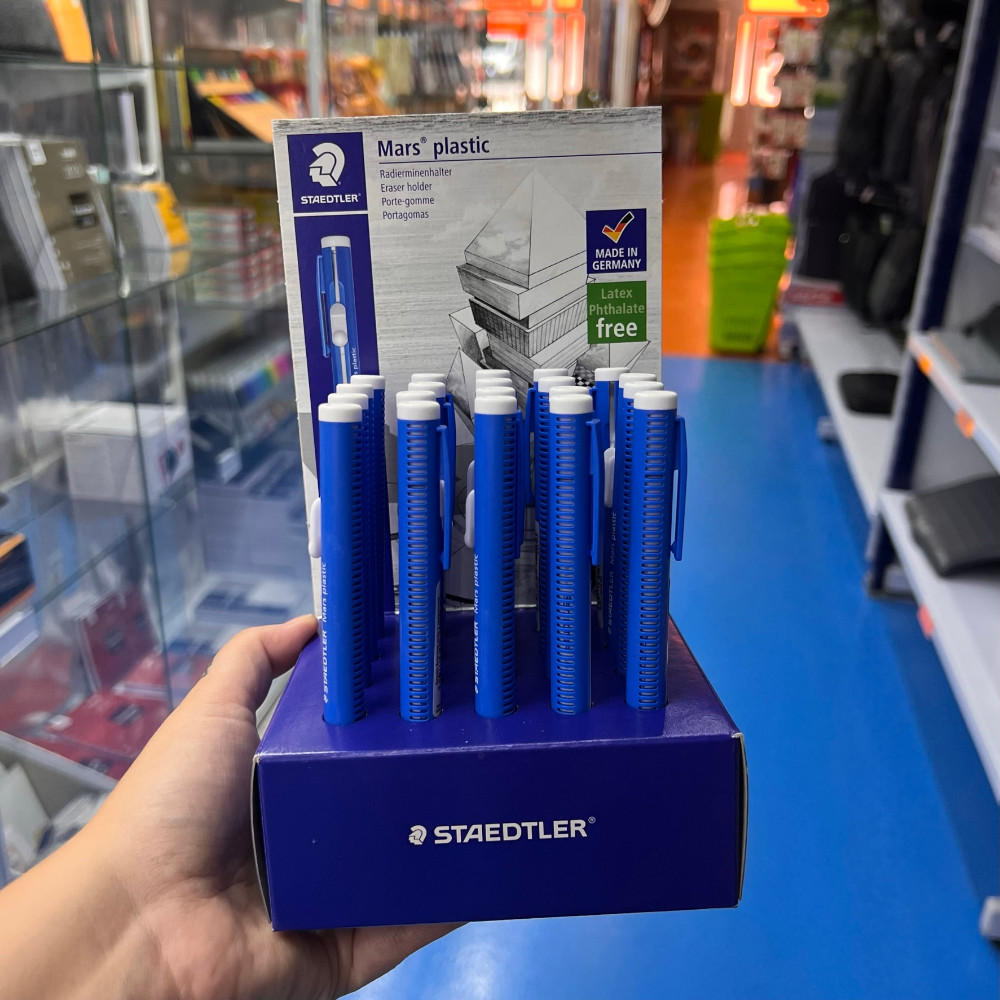 Mars® plastic
Radierminenhalter
Eraser holder
Porte-gomme
Portagomas
STAEDTLER®
MADE IN
GERMANY
Latex
Phthalate
free
s plastic
STAEDTLER Mars plastic
STAEDTLER Mars plastic
STAEDTLER Mars plastic
STAEDTLER®